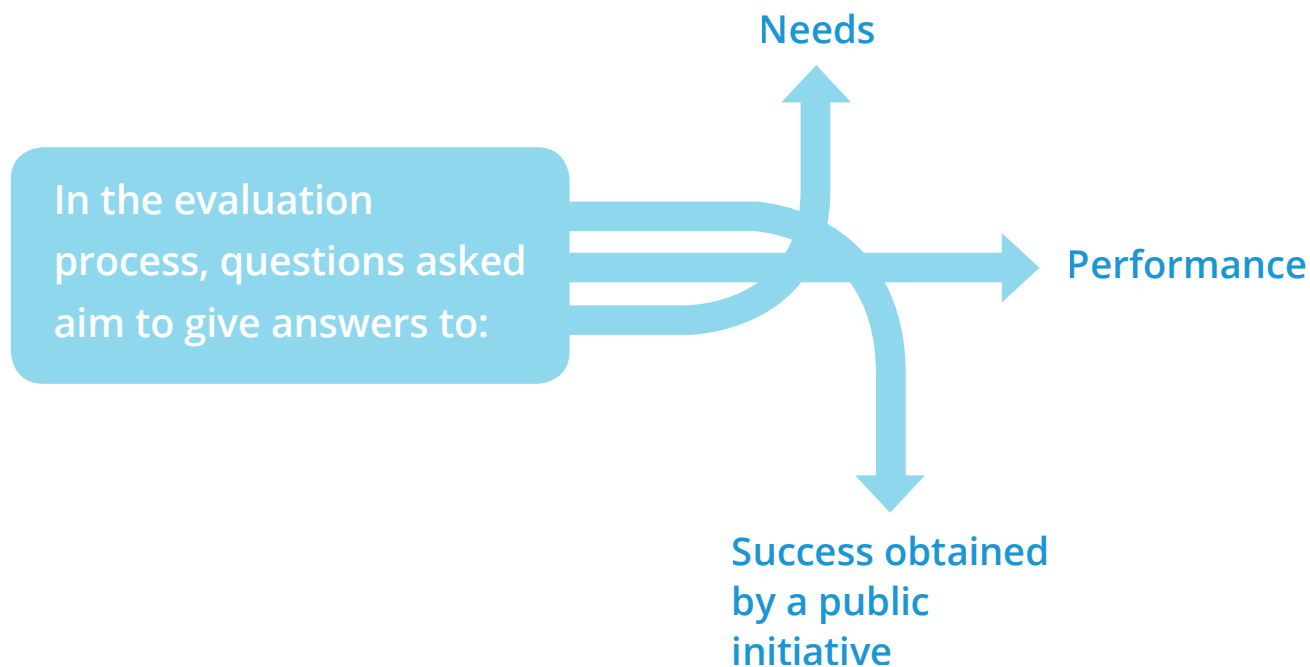 Needs
In the evaluation
process, questions asked
aim to give answers to:
Performance
Success obtained
by a public
initiative